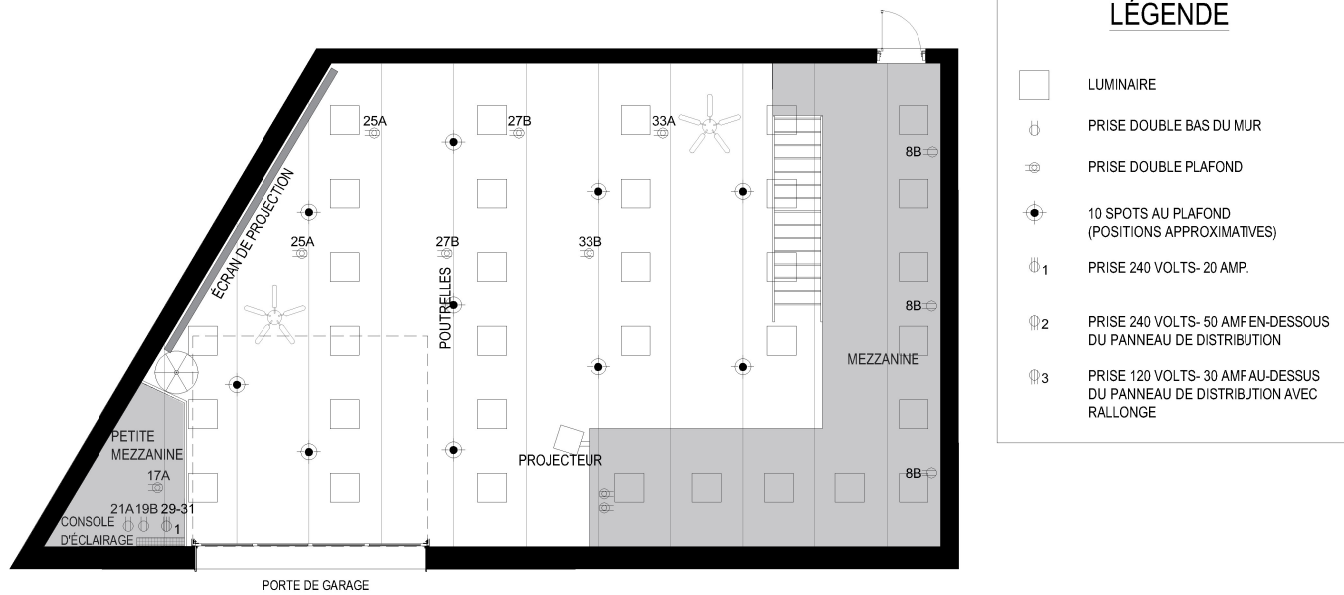 LÉGENDE
LUMINAIRE
PRISE DOUBLE BAS DU MUR
PRISE DOUBLE PLAFOND
10 SPOTS AU PLAFOND
(POSITIONS APPROXIMATIVES)
1 PRISE 240 VOLTS- 20 AMP.
2 PRISE 240 VOLTS- 50 AMP EN-DESSOUS
DU PANNEAU DE DISTRIBUTION
3 PRISE 120 VOLTS- 30 AMP AU-DESSUS
DU PANNEAU DE DISTRIBUTION AVEC
RALLONGE
25A
27B
33A
8B
ÉCRAN DE PROJECTION
25A
27B
33B
POUTRELLES
8B
MEZZANINE
PETITE
MEZZANINE
PROJECTEUR
17A
8B
21A 19B 29-31
1
CONSOLE
D'ÉCLAIRAGE
PORTE DE GARAGE